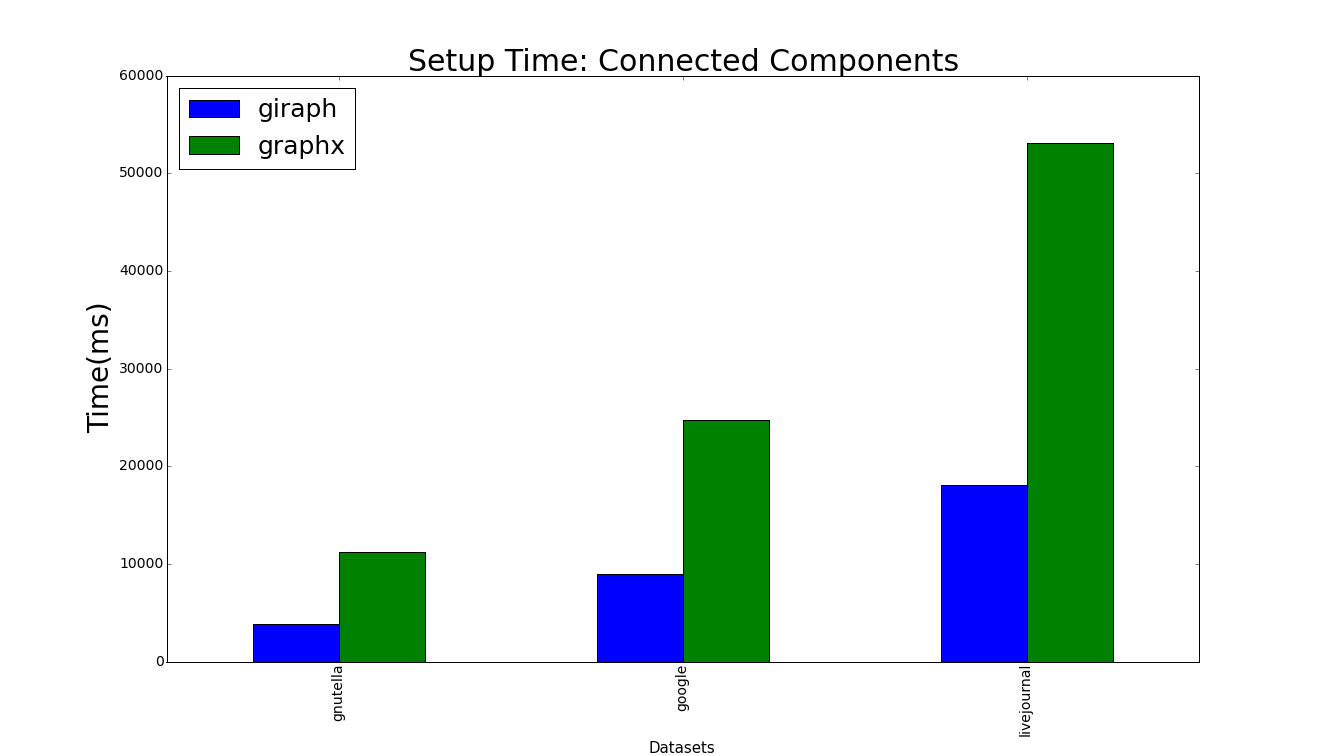 Setup Time: Connected Components
60000
50000
40000
30000
20000
10000
0
Time(ms)
giraph
graphx
gnutella
google
livejournal
Datasets